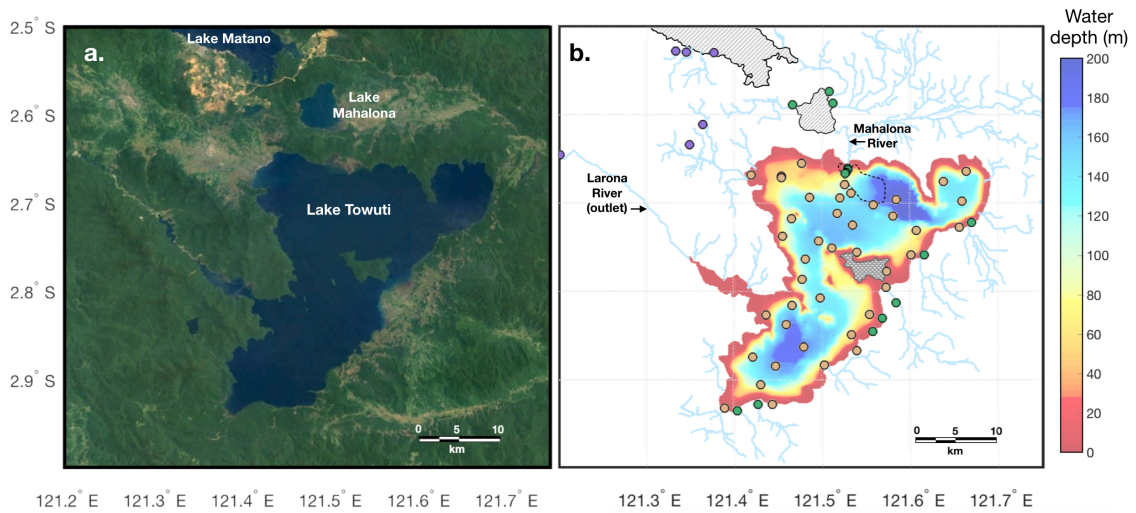 2.5° S
2.6° S
2.7° S
2.8° S
2.9° S
a.
Lake Matano
Lake
Mahalona
Lake Towuti
0 5 10
km
121.2° E 121.3° E 121.4° E 121.5° E 121.6° E 121.7° E
b.
Mahalona
River
Larona
River
(outlet)
0 5 10
km
121.3° E 121.4° E 121.5° E 121.6° E 121.7° E
Water
depth (m)
200
180
160
140
120
100
80
60
40
20
0